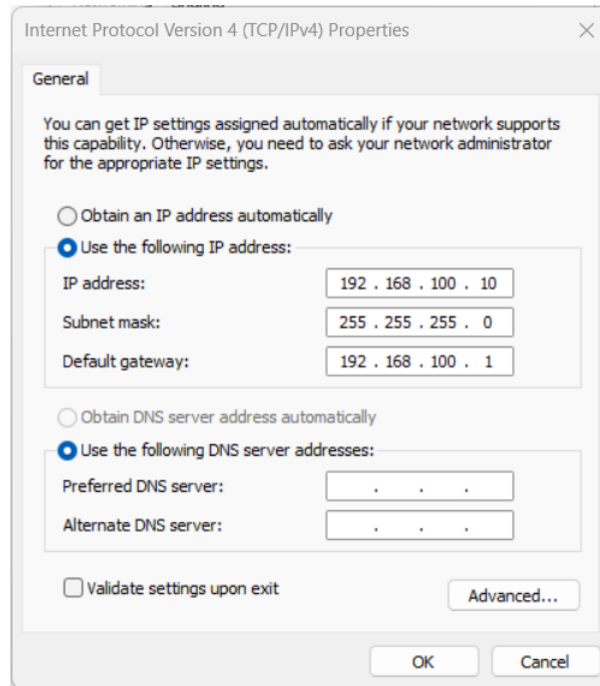 Internet Protocol Version 4 (TCP/IPv4) Properties
General
You can get IP settings assigned automatically if your network supports
this capability. Otherwise, you need to ask your network administrator
for the appropriate IP settings.
Obtain an IP address automatically
Use the following IP address:
IP address: 192 . 168 . 100 . 10
Subnet mask: 255 . 255 . 255 . 0
Default gateway: 192 . 168 . 100 . 1
Obtain DNS server address automatically
Use the following DNS server addresses:
Preferred DNS server: . . .
Alternate DNS server: . . .
Validate settings upon exit
Advanced...
OK Cancel